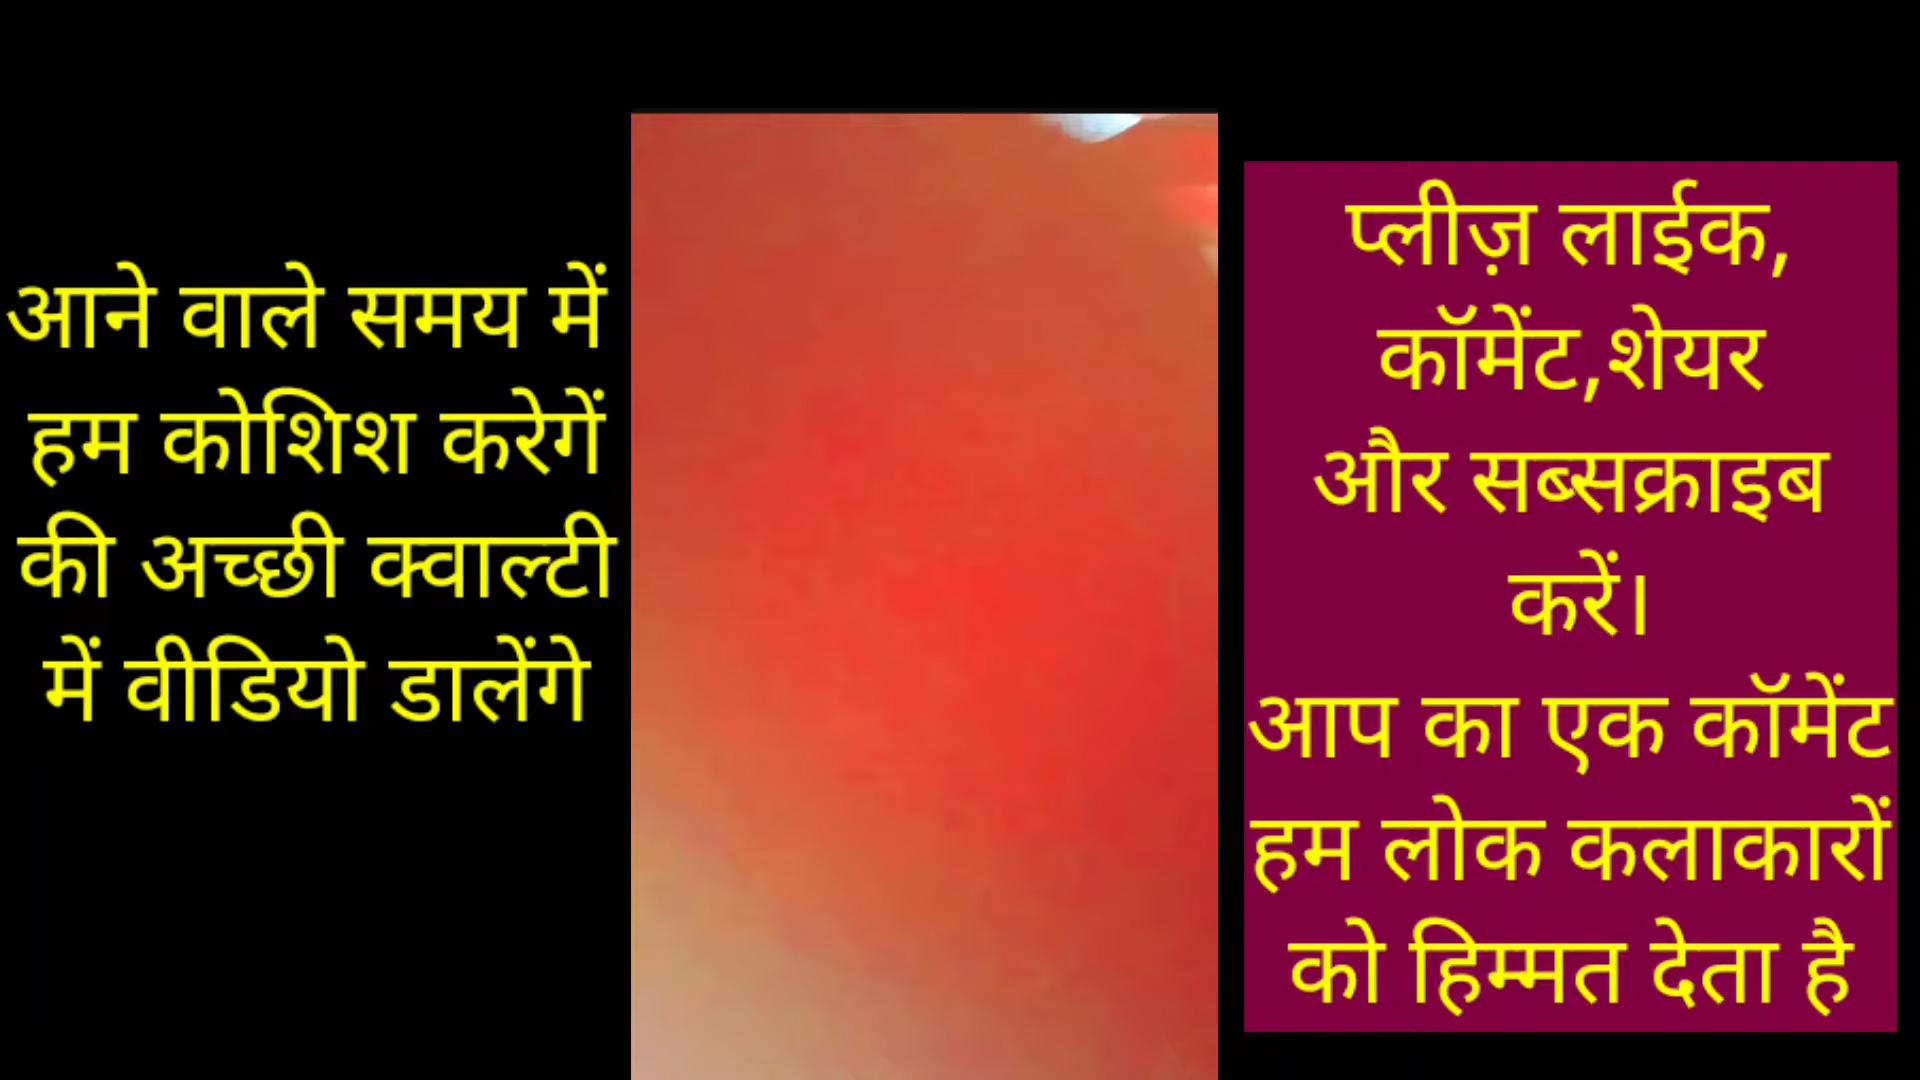 आने वाले समय में
हम कोशिश करेगें
की अच्छी क्वाल्टी
में वीडियो डालेंगे
प्लीज़ लाईक,
कॉमेंट,शेयर
और सब्सक्राइब
करें।
आप का एक कॉमेंट
हम लोक कलाकारों
को हिम्मत देता है